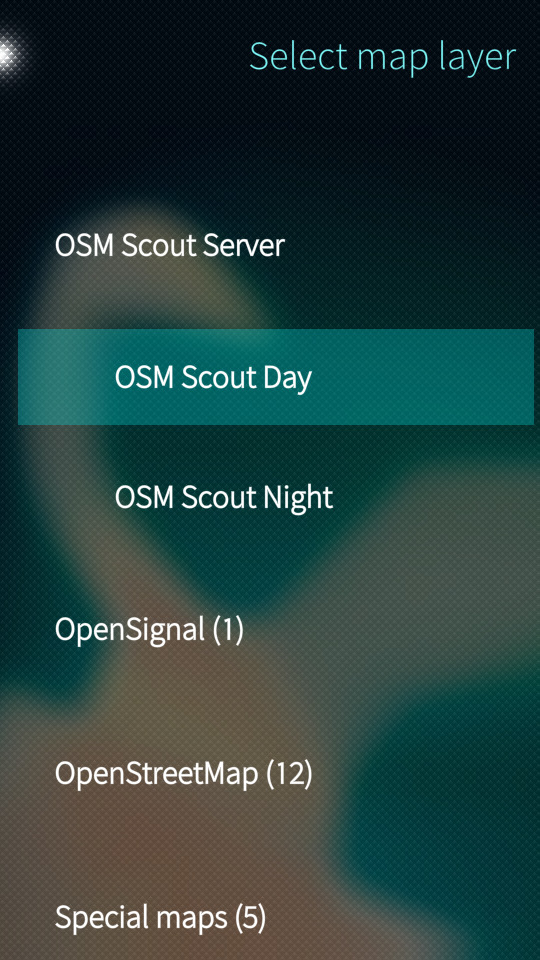 Select map layer
OSM Scout Server
OSM Scout Day
OSM Scout Night
OpenSignal (1)
OpenStreetMap (12)
Special maps (5)